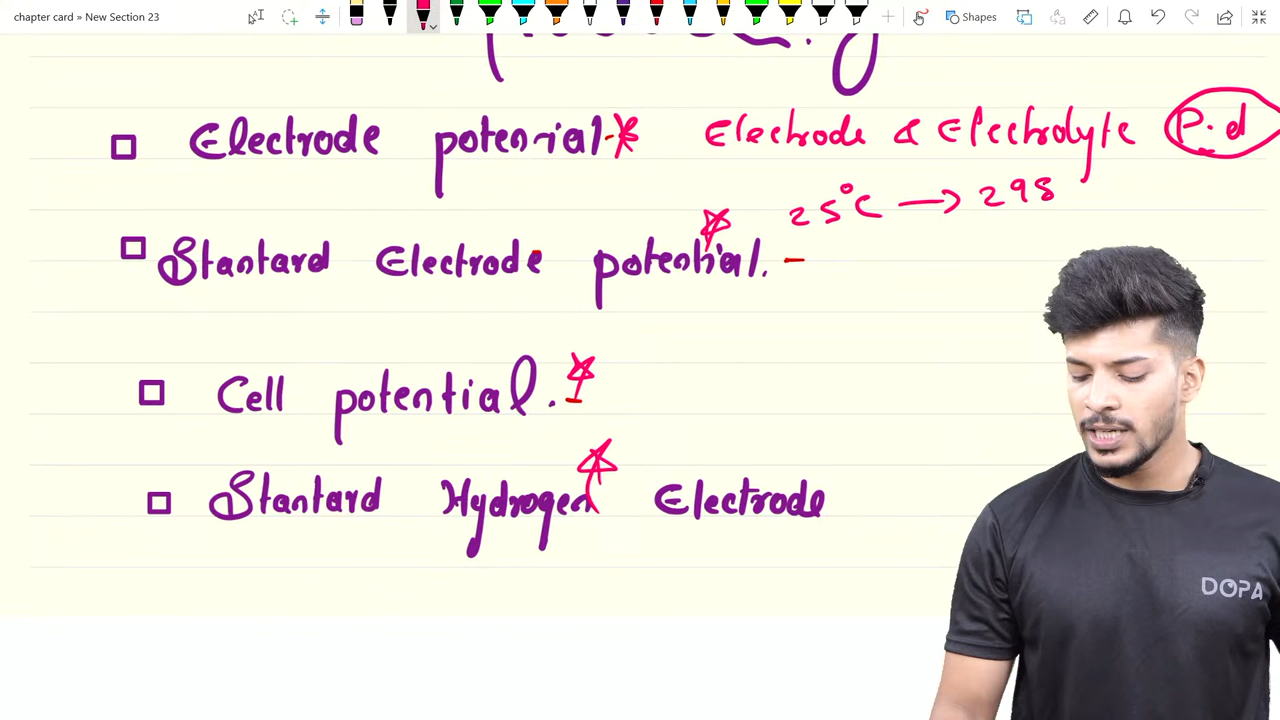 chapter card » New Section 23
Shapes
Electrode potential Electrode & Electrolyte P.d
25°C → 298
Stantard Electrode potential. -
Cell potential.
Stantard Hydrogen Electrode
DOPA